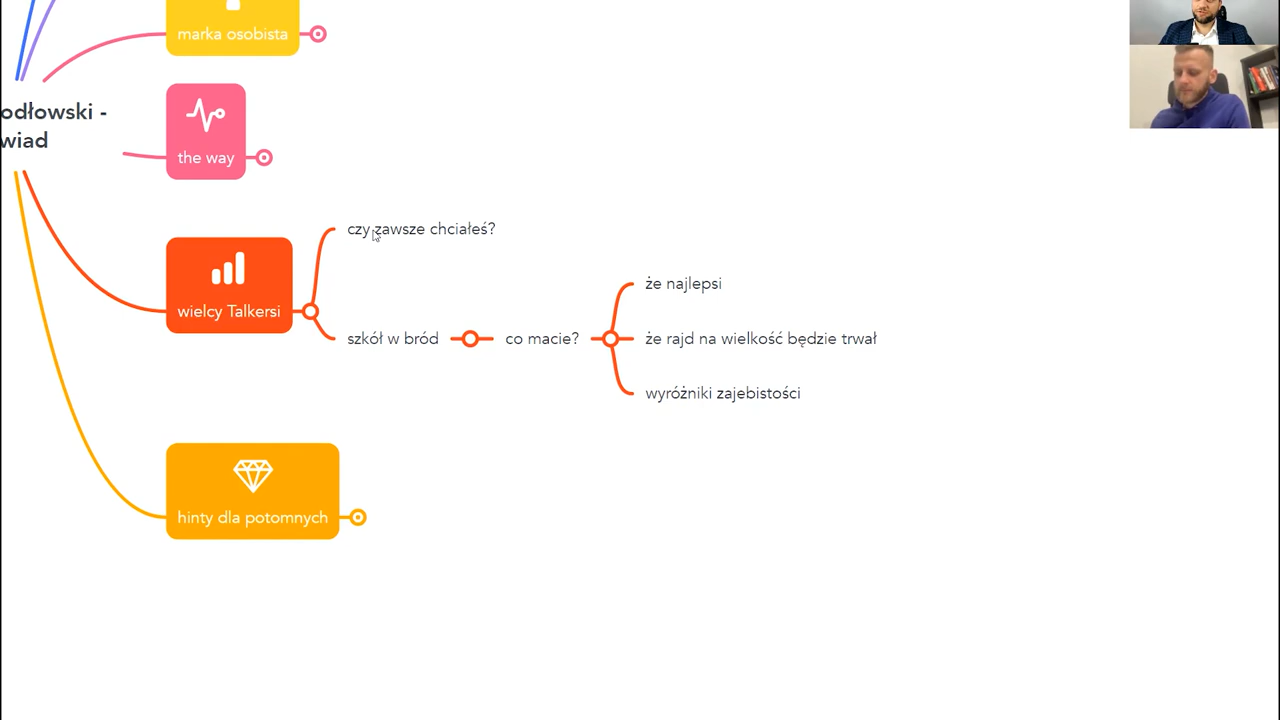 marka osobista
odłowski -
wiad
the way
czy zawsze chciałeś?
wielcy Talkersi
szkół w bród
co macie?
że najlepsi
że rajd na wielkość będzie trwał
wyróżniki zajebistości
hinty dla potomnych